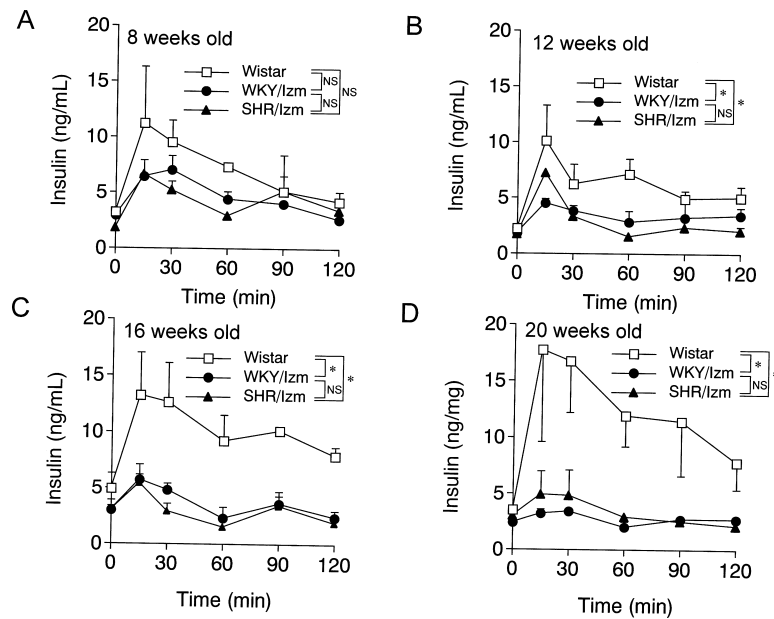 A
8 weeks old
Insulin (ng/mL)
20
15
10
5
0
Wistar
WKY/Izm
SHR/Izm
NS
NS
NS
0 30 60 90 120
Time (min)
B
12 weeks old
Insulin (ng/mL)
20
15
10
5
0
Wistar
WKY/Izm
SHR/Izm
*
NS
*
0 30 60 90 120
Time (min)
C
16 weeks old
Insulin (ng/mL)
20
15
10
5
0
Wistar
WKY/Izm
SHR/Izm
*
NS
*
0 30 60 90 120
Time (min)
D
20 weeks old
Insulin (ng/mg)
20
15
10
5
0
Wistar
WKY/Izm
SHR/Izm
*
NS
*
0 30 60 90 120
Time (min)